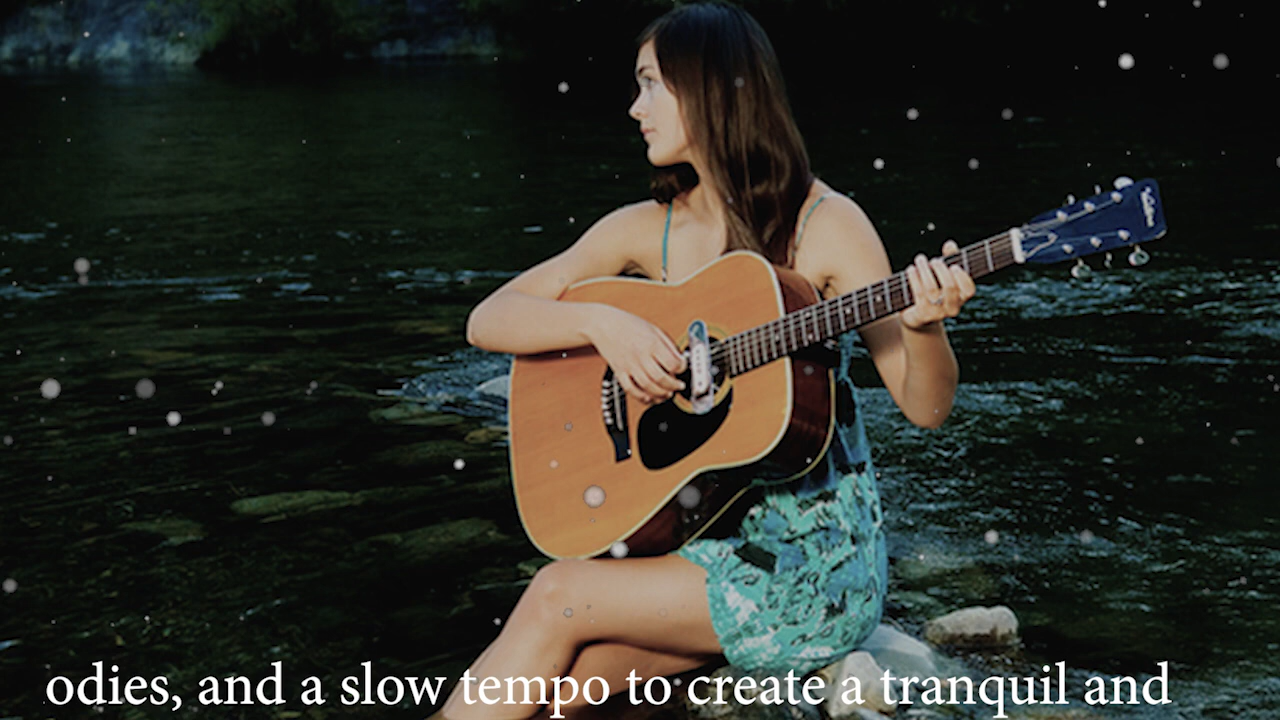 odies, and a slow tempo to create a tranquil and